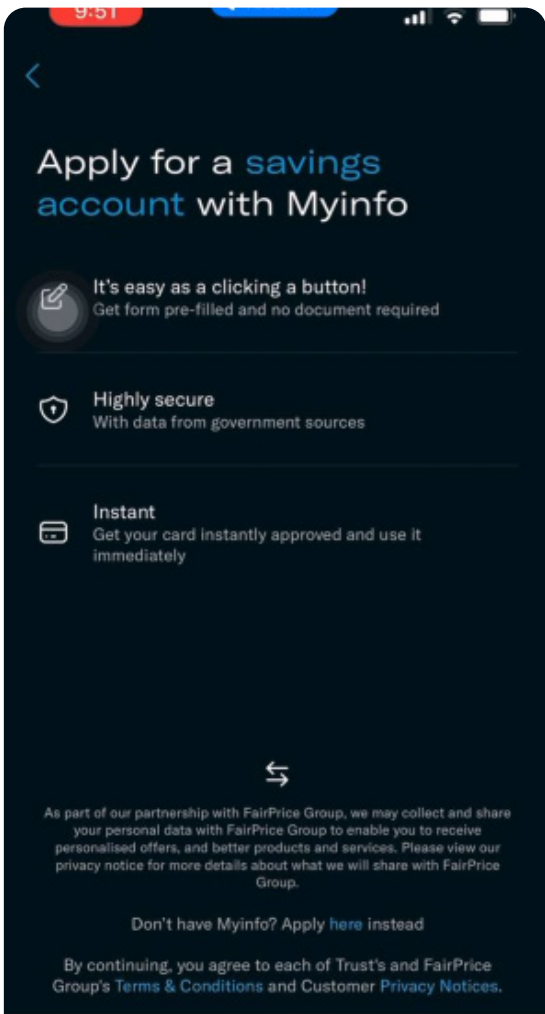 9:51
Apply for a savings
account with Myinfo
It's easy as a clicking a button!
Get form pre-filled and no document required
Highly secure
With data from government sources
Instant
Get your card instantly approved and use it
immediately
As part of our partnership with FairPrice Group, we may collect and share
your personal data with FairPrice Group to enable you to receive
personalised offers, and better products and services. Please view our
privacy notice for more details about what we will share with FairPrice
Group.
Don't have Myinfo? Apply here instead
By continuing, you agree to each of Trust's and FairPrice
Group's Terms & Conditions and Customer Privacy Notices.